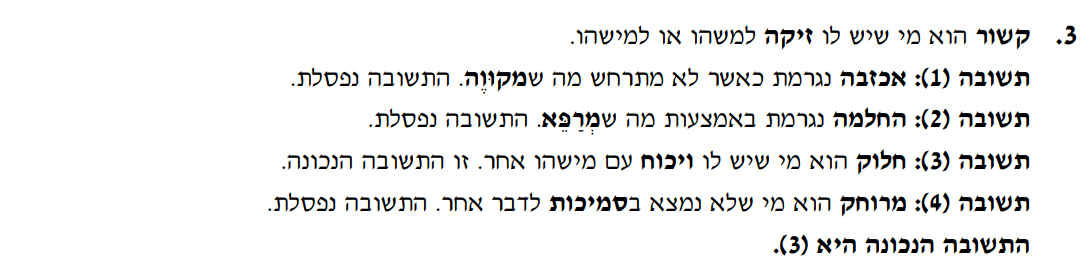 3. קשור הוא מי שיש לו זיקה למשהו או למישהו.
תשובה (1): אכזבה נגרמת כאשר לא מתרחש מה שמקוּוֶה. התשובה נפסלת.
תשובה (2): החלמה נגרמת באמצעות מה שמְרַפֵּא. התשובה נפסלת.
תשובה (3): חלוק הוא מי שיש לו ויכוח עם מישהו אחר. זו התשובה הנכונה.
תשובה (4): מרוחק הוא מי שלא נמצא בסמיכות לדבר אחר. התשובה נפסלת.
התשובה הנכונה היא (3).